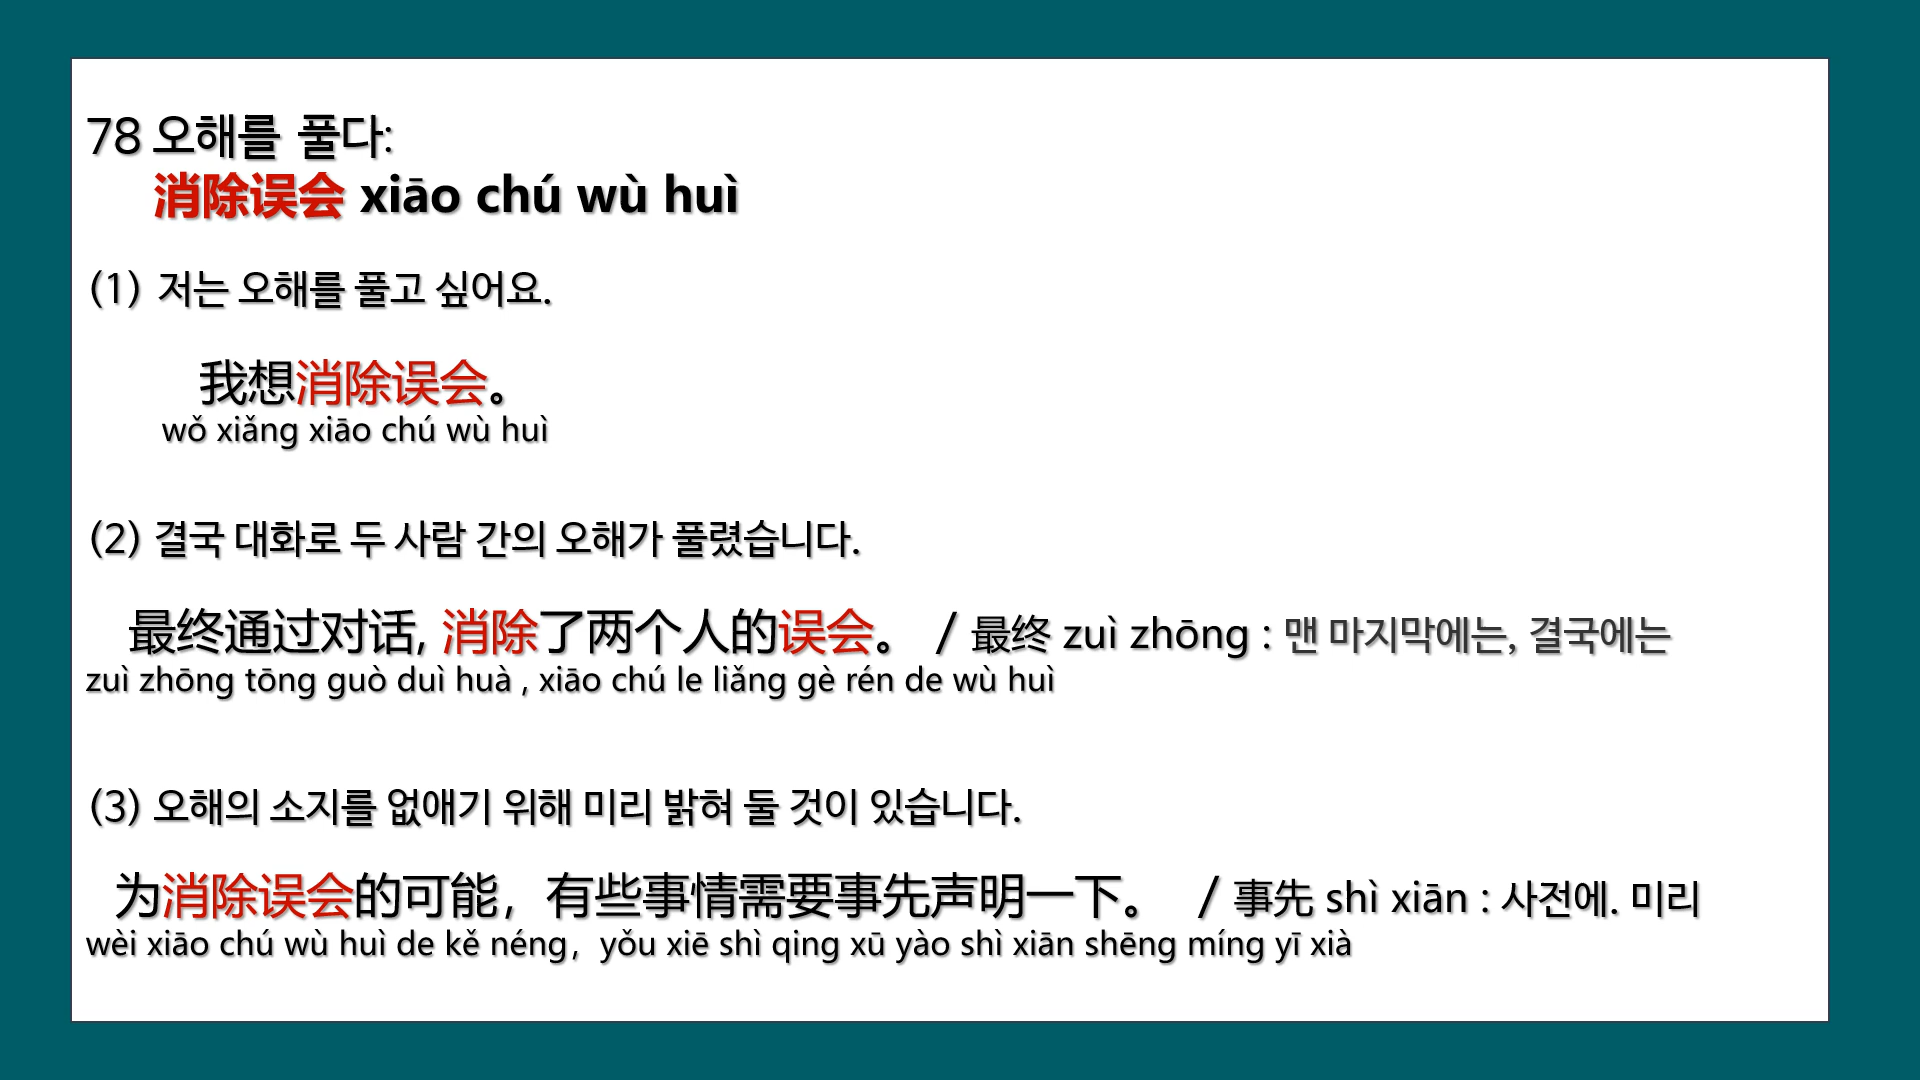 78 오해를 풀다:
消除误会 xiāo chú wù huì
(1) 저는 오해를 풀고 싶어요.
我想消除误会。
wǒ xiǎng xiāo chú wù huì
(2) 결국 대화로 두 사람 간의 오해가 풀렸습니다.
最终通过对话, 消除了两个人的误会。 / 最终 zuì zhōng : 맨 마지막에는, 결국에는
zuì zhōng tōng guò duì huà , xiāo chú le liǎng gè rén de wù huì
(3) 오해의 소지를 없애기 위해 미리 밝혀 둘 것이 있습니다.
为消除误会的可能，有些事情需要事先声明一下。 / 事先 shì xiān : 사전에. 미리
wèi xiāo chú wù huì de kě néng，yǒu xiē shì qing xū yào shì xiān shēng míng yī xià